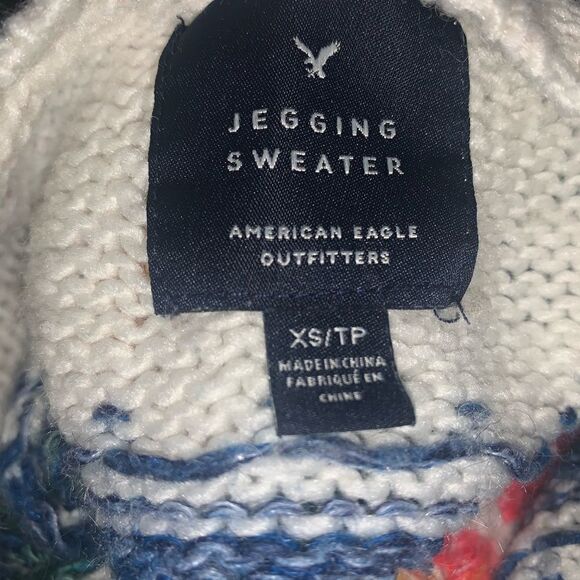 JEGGING
SWEATER
AMERICAN EAGLE
OUTFITTERS
XS/TP
MADE IN CHINA
FABRIQUÉ EN
CHINE